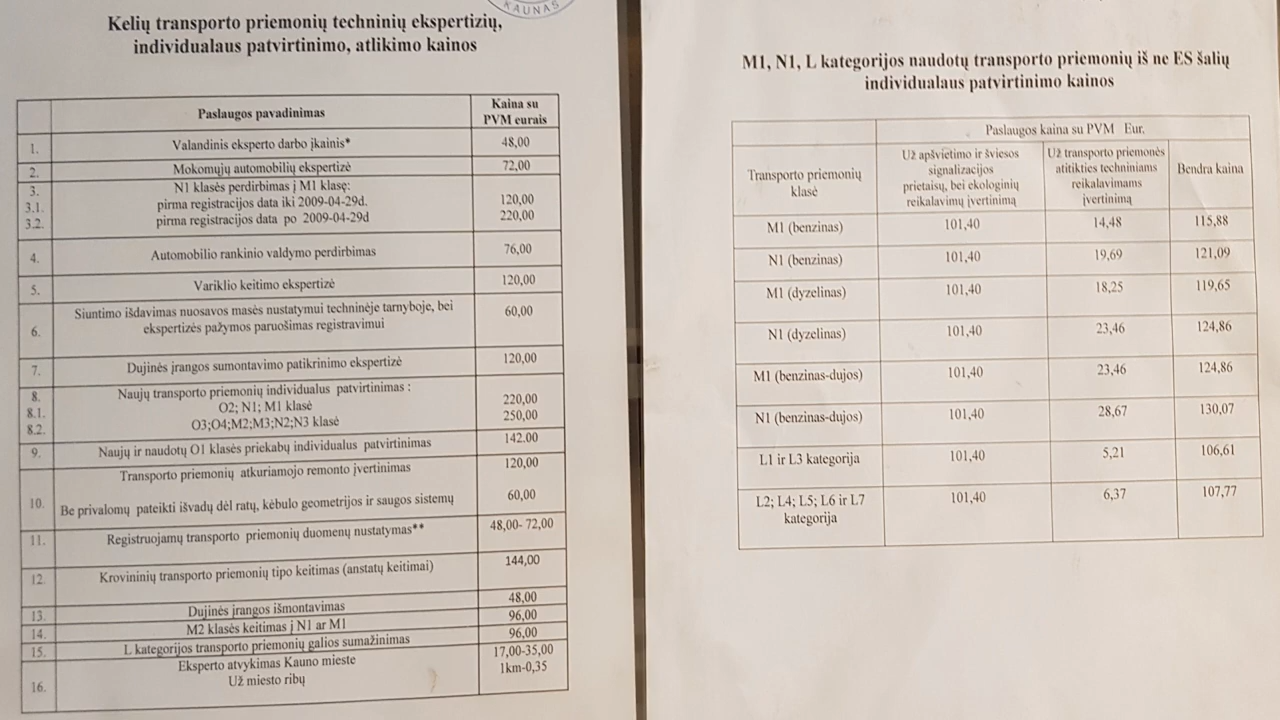 KAUNAS
Kelių transporto priemonių techninių ekspertizių,
individualaus patvirtinimo, atlikimo kainos
Paslaugos pavadinimas
Kaina su
PVM eurais
1. Valandinis eksperto darbo įkainis* 48,00
2. Mokomųjų automobilių ekspertizė 72,00
3. N1 klasės perdirbimas į M1 klasę:
3.1. pirma registracijos data iki 2009-04-29d. 120,00
3.2. pirma registracijos data po 2009-04-29d 220,00
4. Automobilio rankinio valdymo perdirbimas 76,00
5. Variklio keitimo ekspertizė 120,00
6. Siuntimo išdavimas nuosavos masės nustatymui techninėje tarnyboje, bei 60,00
ekspertizės pažymos paruošimas registravimui
7. Dujinės įrangos sumontavimo patikrinimo ekspertizė 120,00
8. Naujų transporto priemonių individualus patvirtinimas :
8.1. O2; N1; M1 klasė 220,00
8.2. O3;O4;M2;M3;N2;N3 klasė 250,00
9. Naujų ir naudotų O1 klasės priekabų individualus patvirtinimas 142.00
Transporto priemonių atkuriamojo remonto įvertinimas 120,00
10. Be privalomų pateikti išvadų dėl ratų, kėbulo geometrijos ir saugos sistemų 60,00
11. Registruojamų transporto priemonių duomenų nustatymas** 48,00- 72,00
12. Krovininių transporto priemonių tipo keitimas (anstatų keitimai) 144,00
13. Dujinės įrangos išmontavimas 48,00
14. M2 klasės keitimas į N1 ar M1 96,00
15. L kategorijos transporto priemonių galios sumažinimas 96,00
Eksperto atvykimas Kauno mieste 17,00-35,00
16. Už miesto ribų 1km-0,35
M1, N1, L kategorijos naudotų transporto priemonių iš ne ES šalių
individualaus patvirtinimo kainos
Transporto priemonių
klasė
Paslaugos kaina su PVM Eur.
Už apšvietimo ir šviesos
signalizacijos
prietaisų, bei ekologinių
reikalavimų įvertinimą
Už transporto priemonės
atitikties techniniams
reikalavimams
įvertinimą
Bendra kaina
M1 (benzinas) 101,40 14,48 115,88
N1 (benzinas) 101,40 19,69 121,09
M1 (dyzelinas) 101,40 18,25 119,65
N1 (dyzelinas) 101,40 23,46 124,86
M1 (benzinas-dujos) 101,40 23,46 124,86
N1 (benzinas-dujos) 101,40 28,67 130,07
L1 ir L3 kategorija 101,40 5,21 106,61
L2; L4; L5; L6 ir L7 101,40 6,37 107,77
kategorija